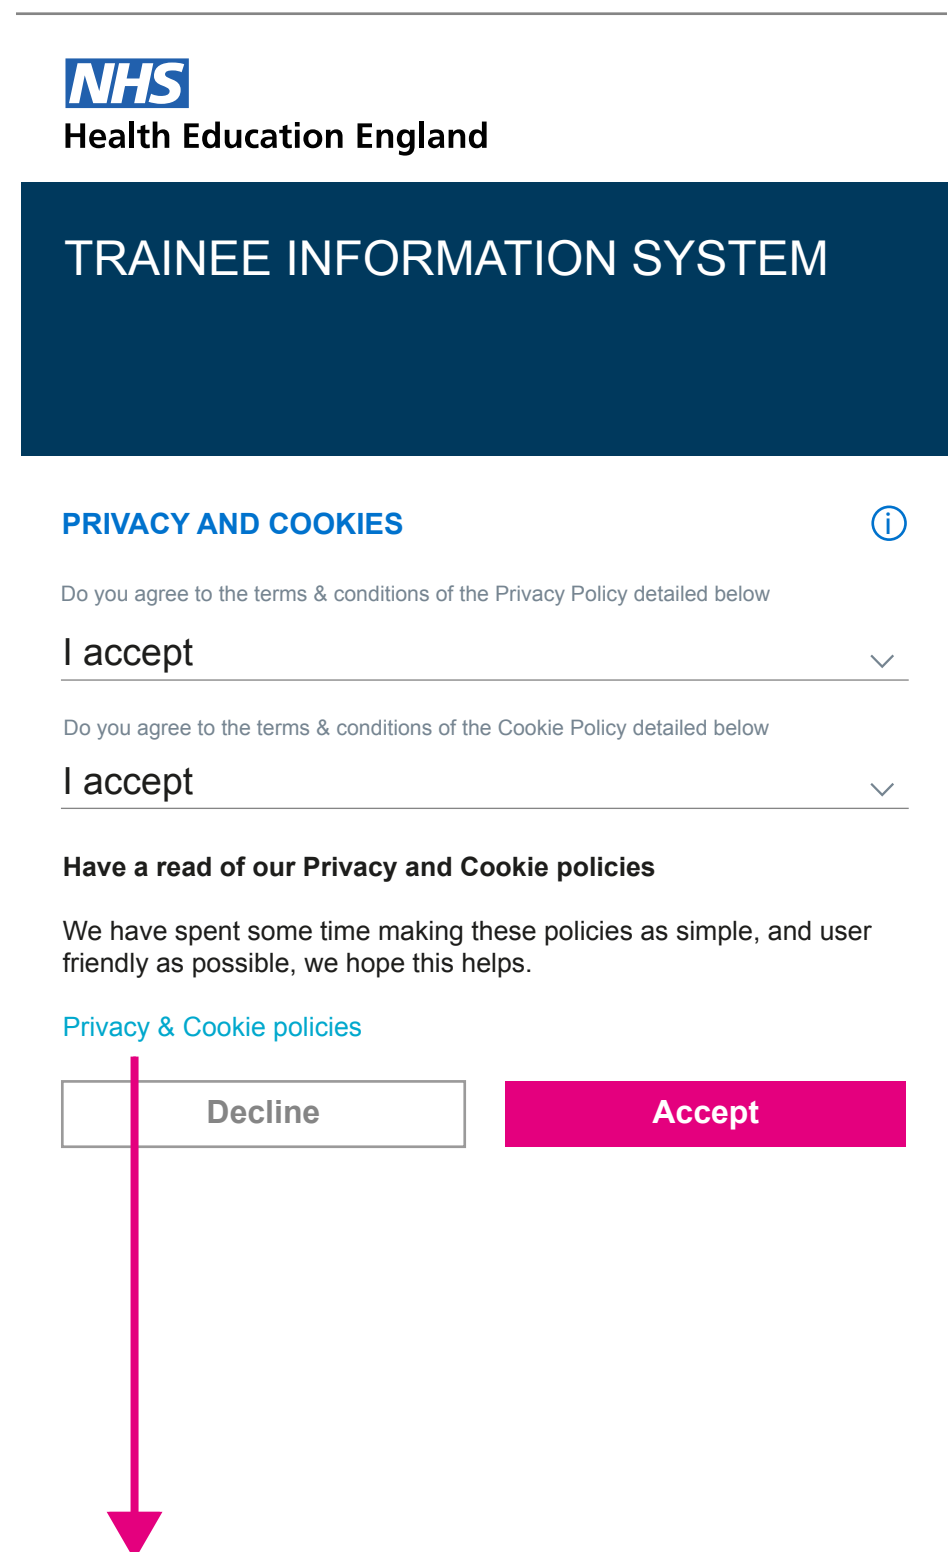 NHS
Health Education England
TRAINEE INFORMATION SYSTEM
PRIVACY AND COOKIES
Do you agree to the terms & conditions of the Privacy Policy detailed below
I accept
Do you agree to the terms & conditions of the Cookie Policy detailed below
I accept
Have a read of our Privacy and Cookie policies
We have spent some time making these policies as simple, and user
friendly as possible, we hope this helps.
Privacy & Cookie policies
Decline
Accept